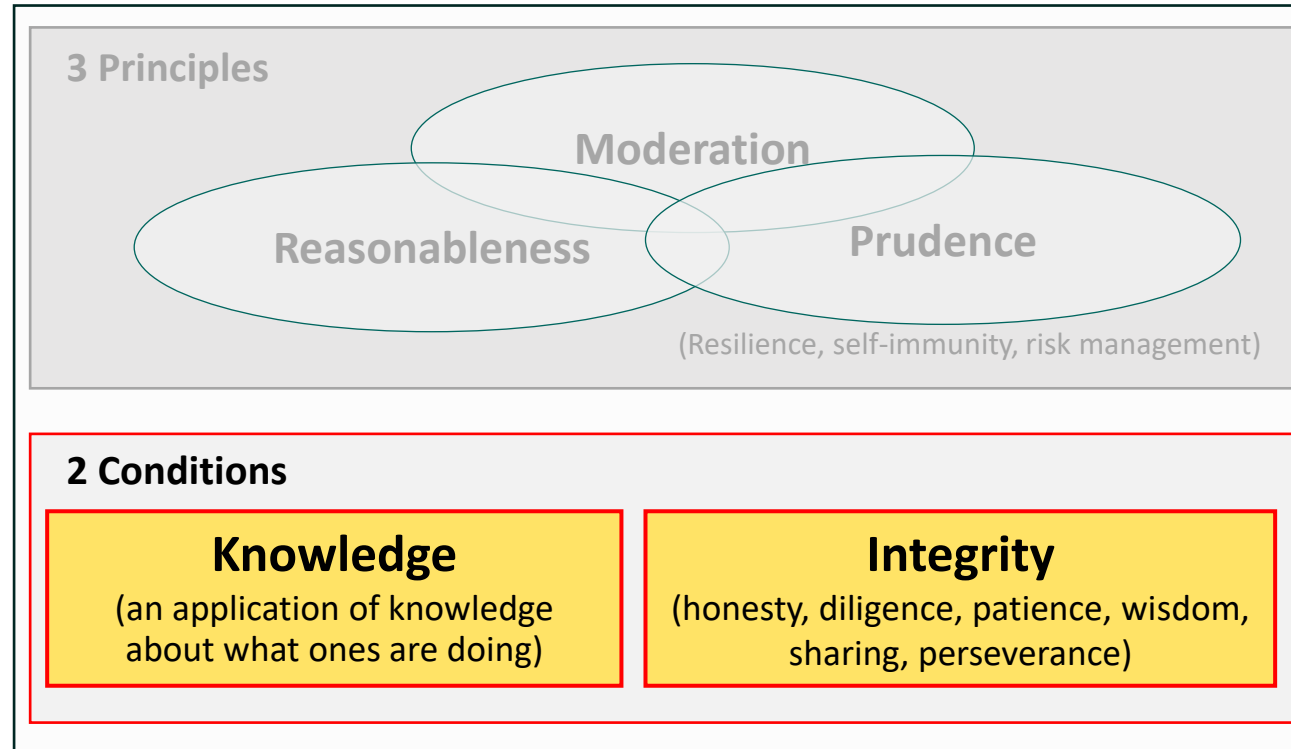 3 Principles
Moderation
Reasonableness
Prudence
(Resilience, self-immunity, risk management)
2 Conditions
Knowledge
(an application of knowledge
about what ones are doing)
Integrity
(honesty, diligence, patience, wisdom,
sharing, perseverance)